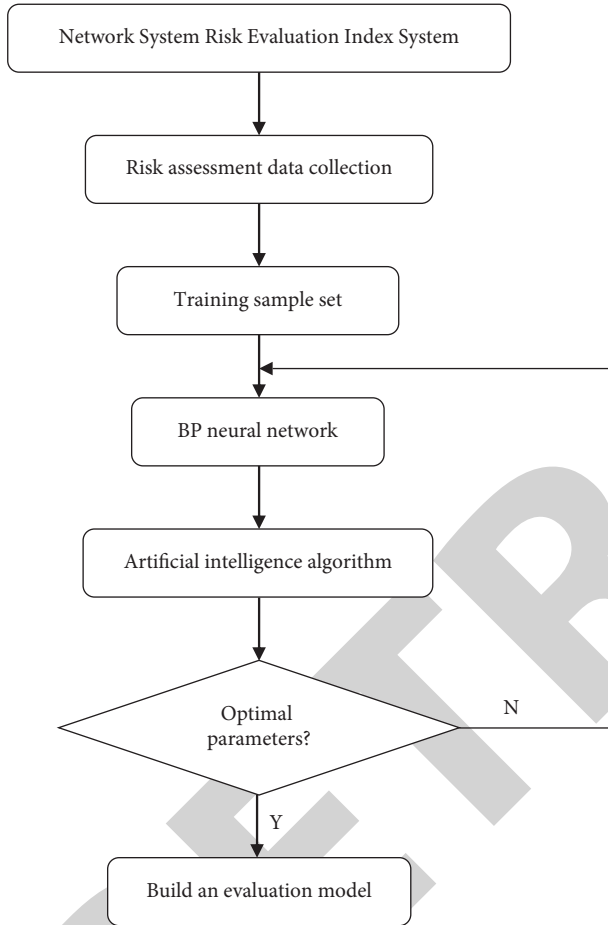 Network System Risk Evaluation Index System
Risk assessment data collection
Training sample set
BP neural network
Artificial intelligence algorithm
Optimal
parameters?
N
Y
Build an evaluation model